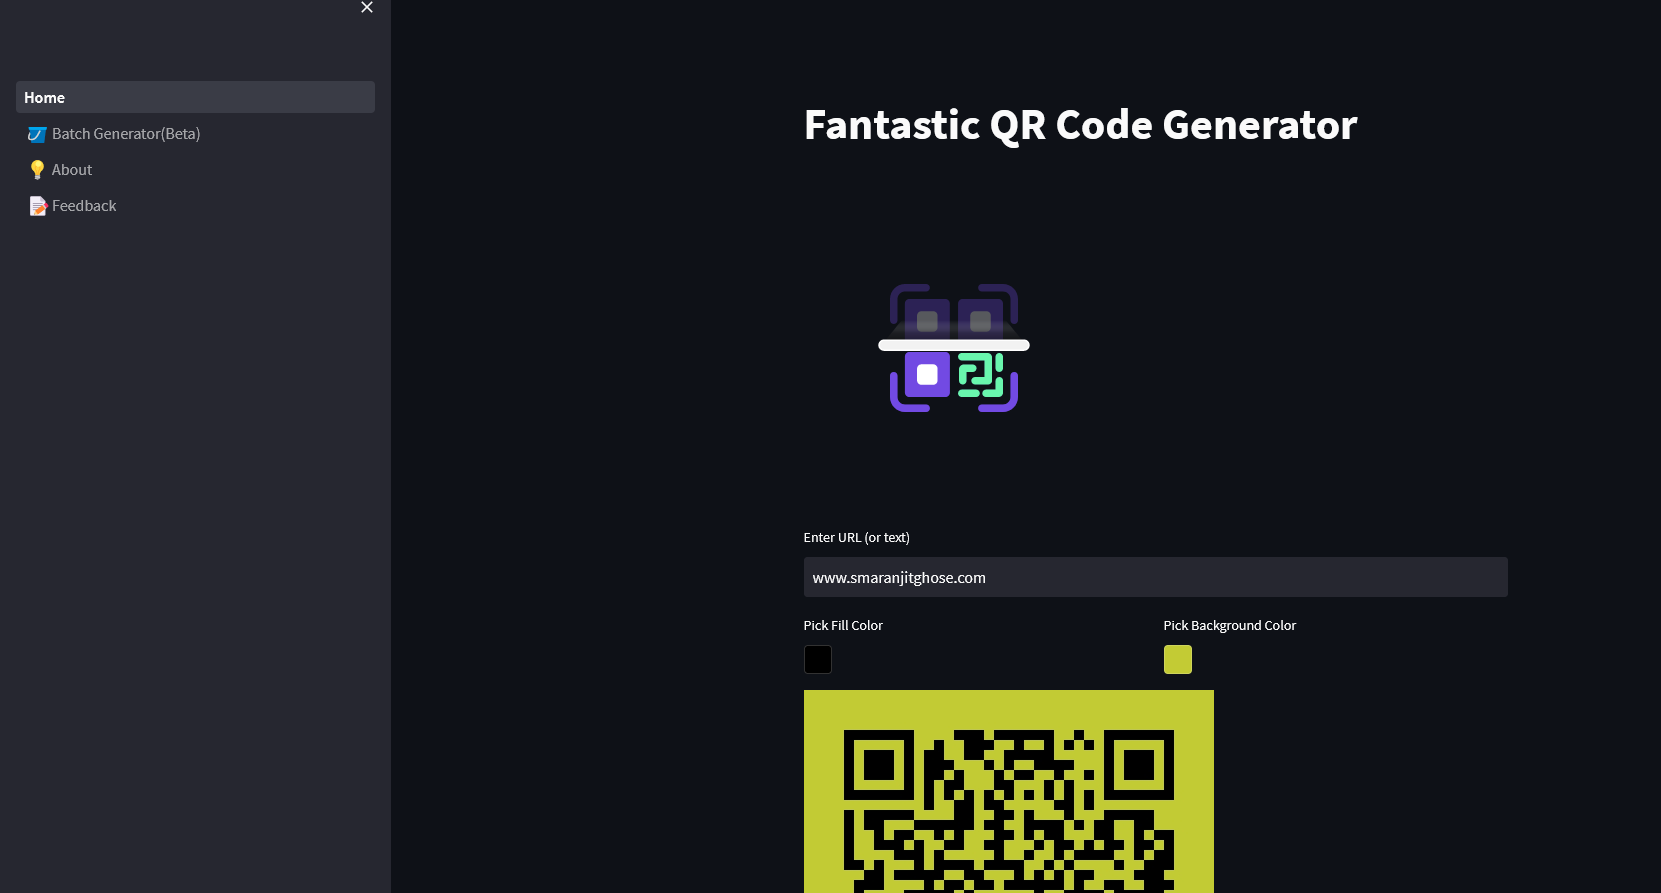 Home
Batch Generator(Beta)
About
Feedback
Fantastic QR Code Generator
Enter URL (or text)
www.smaranjitghose.com
Pick Fill Color
Pick Background Color